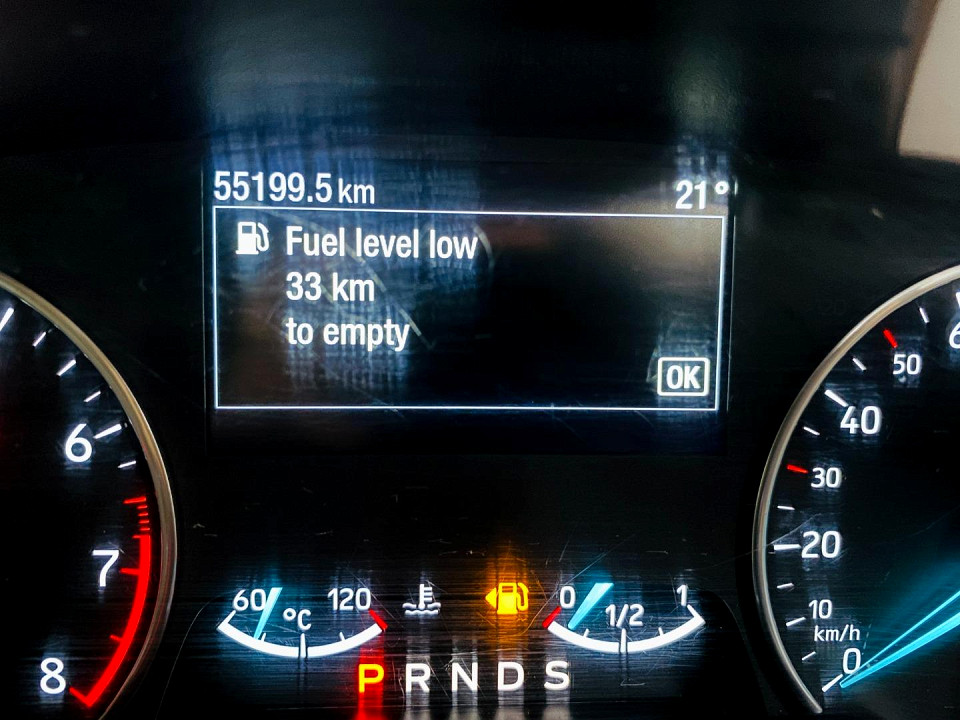 55199.5 km 21°
Fuel level low
33 km
to empty
OK
6
7
8
60 °C 120
0 1/2 1
P R N D S
50
40
30
20
10
km/h
0